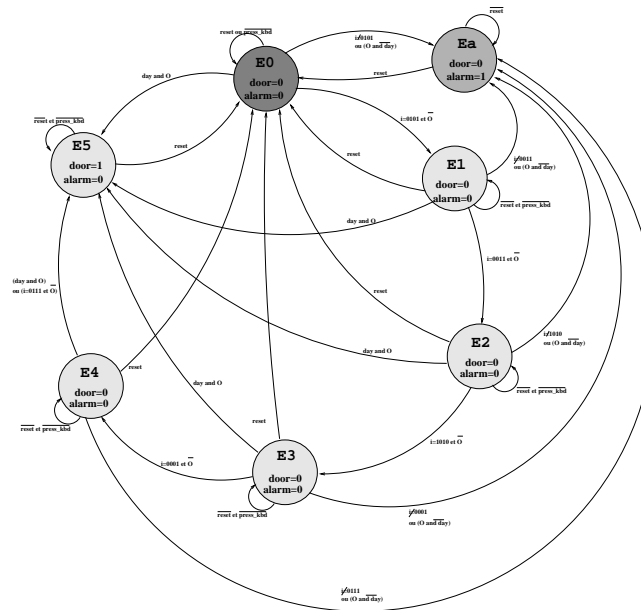 reset
reset ou press_kbd
i≠0101
ou (O and day)
Ea
door=0
alarm=1
E0
door=0
alarm=0
reset
day and O
i=0101 et O
reset et press_kbd
E5
door=1
alarm=0
reset
reset
i≠0011
ou (O and day)
E1
door=0
alarm=0
reset et press_kbd
day and O
i=0011 et O
(day and O)
ou (i=0111 et O)
reset
i≠1010
ou (O and day)
E2
door=0
alarm=0
day and O
reset
E4
door=0
alarm=0
day and O
reset et press_kbd
reset
reset et press_kbd
i=1010 et O
E3
door=0
alarm=0
i=0001 et O
reset et press_kbd
i≠0001
ou (O and day)
i≠0111
ou (O and day)